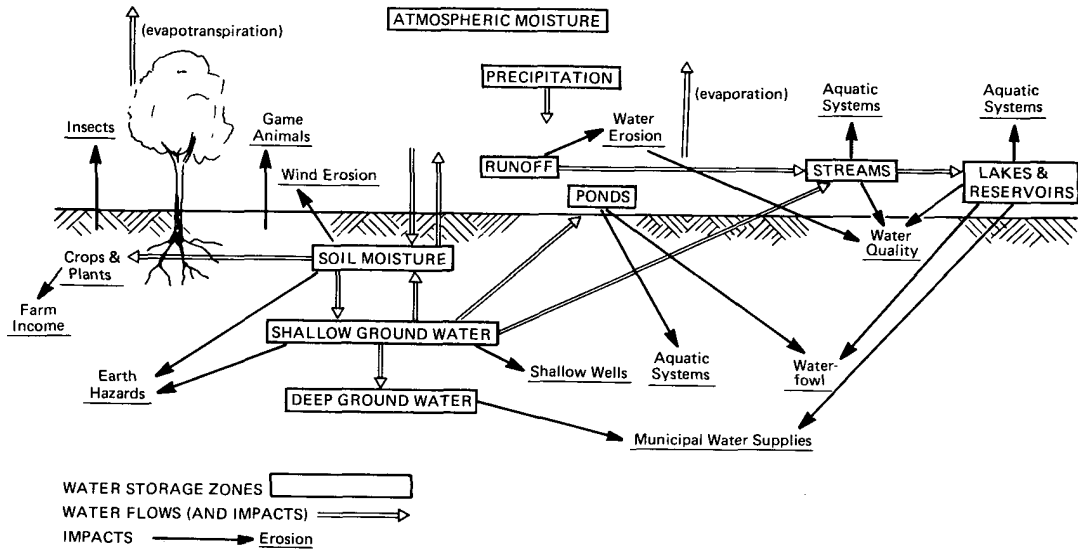 ATMOSPHERIC MOISTURE
(evapotranspiration)
PRECIPITATION
(evaporation)
Aquatic
Systems
Aquatic
Systems
Insects
Game
Animals
Water
Erosion
Wind Erosion
RUNOFF
STREAMS
LAKES &
RESERVOIRS
PONDS
Water
Quality
Crops &
Plants
SOIL MOISTURE
Farm
Income
SHALLOW GROUND WATER
Earth
Hazards
Shallow Wells
Aquatic
Systems
Water-
fowl
DEEP GROUND WATER
Municipal Water Supplies
WATER STORAGE ZONES
WATER FLOWS (AND IMPACTS)
IMPACTS
Erosion